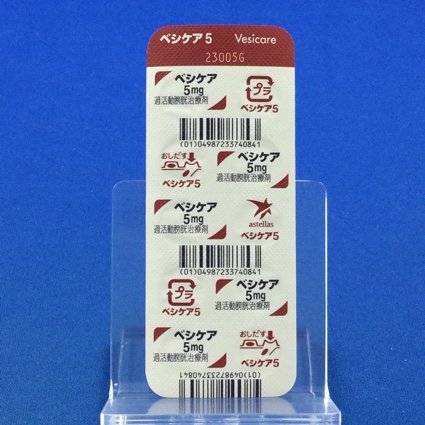 ベシケア5 Vesicare
23005G
ベシケア
5mg
過活動膀胱治療剤
プラ
ベシケア5
(01)04987233740841
おしだす
ベシケア5
ベシケア
5mg
過活動膀胱治療剤
ベシケア
5mg
過活動膀胱治療剤
astellas
ベシケア5
(01)04987233740841
プラ
ベシケア5
ベシケア
5mg
過活動膀胱治療剤
ベシケア
5mg
過活動膀胱治療剤
おしだす
ベシケア5
(01)04987233740841